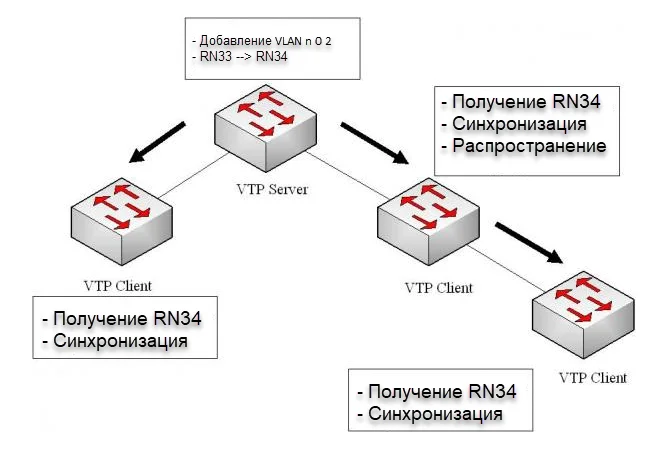 - Добавление VLAN n 0 2
- RN33 --> RN34
VTP Server
- Получение RN34
- Синхронизация
- Распространение
VTP Client
- Получение RN34
- Синхронизация
VTP Client
VTP Client
- Получение RN34
- Синхронизация